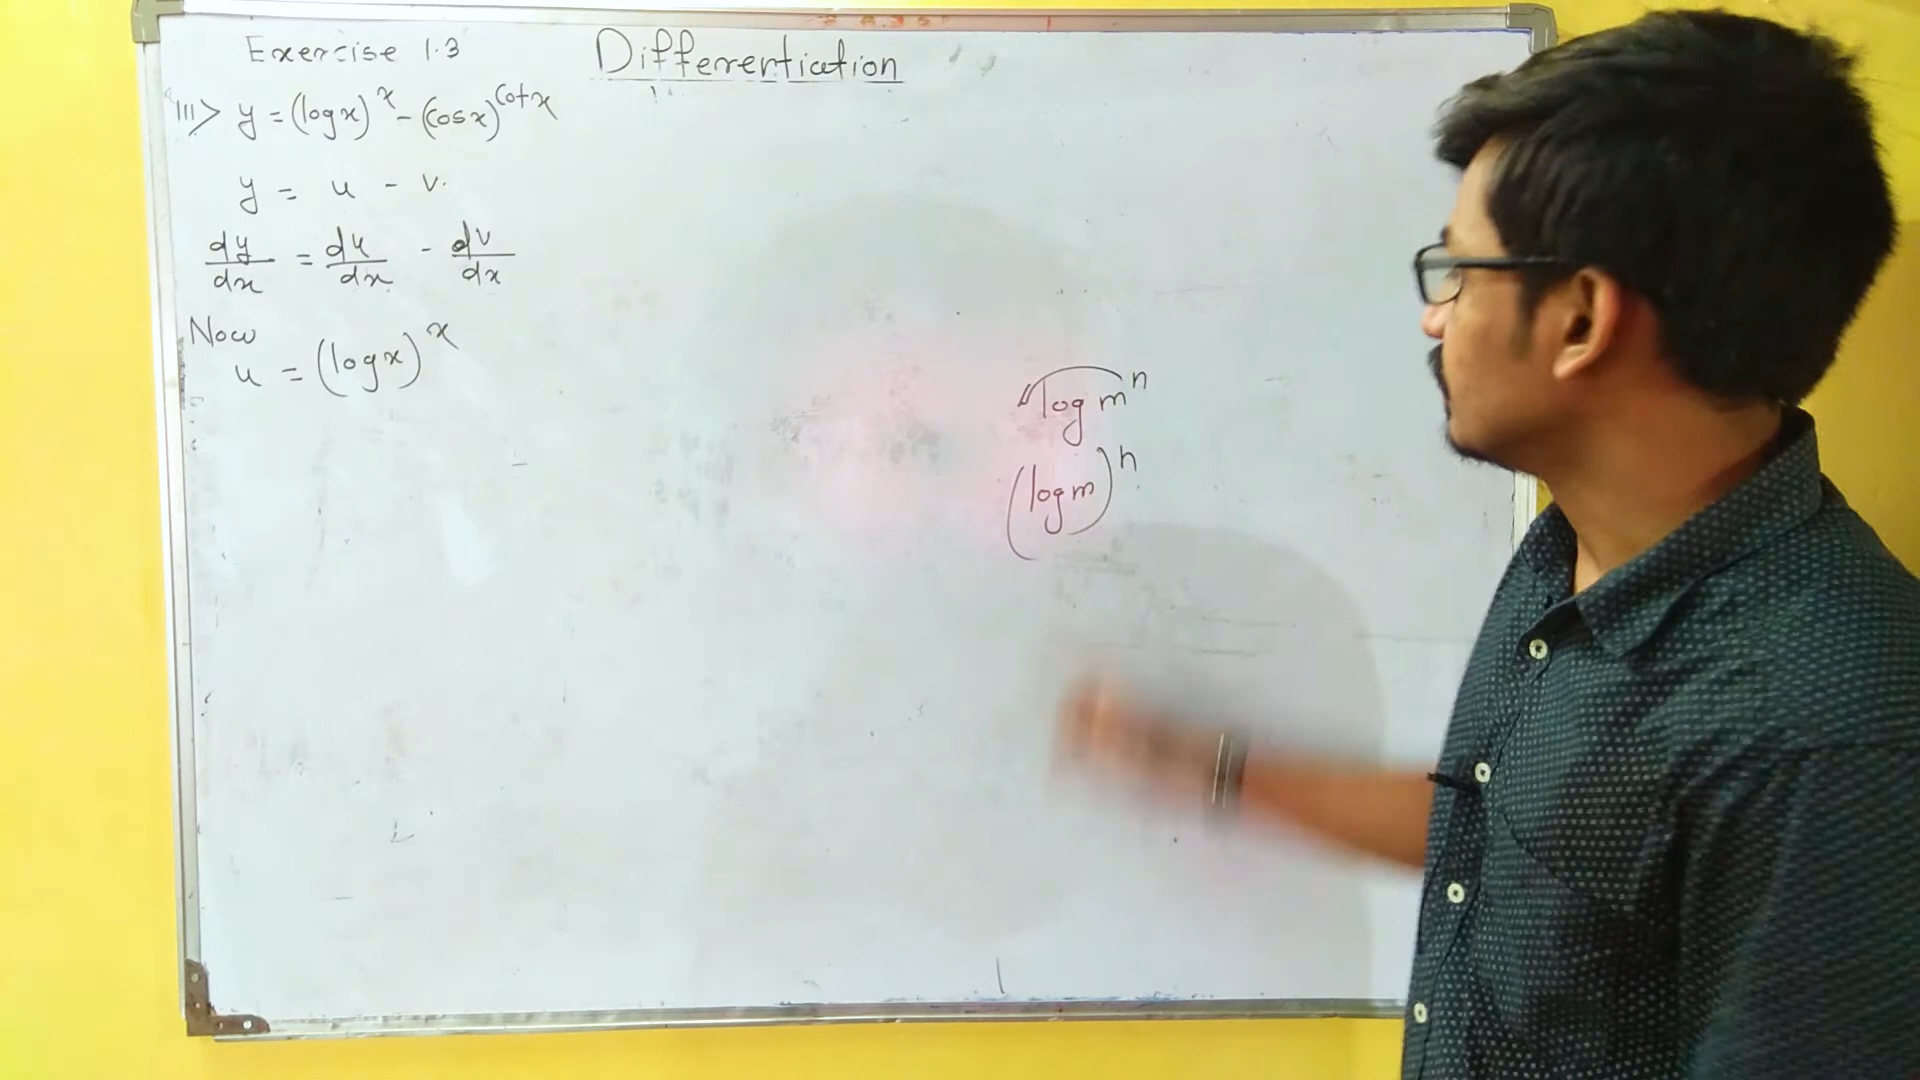 Exercise 1.3
Differentiation
III> y = (log x)^x - (cos x)^cot x
y = u - v.
dy/dx = du/dx - dv/dx
Now
u = (log x)^x
log m^n
(log m)^n